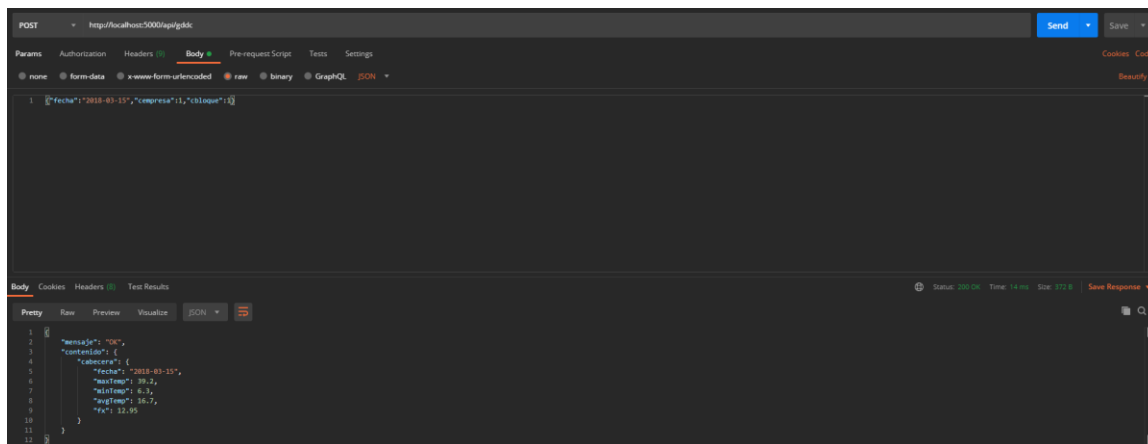 POST http://localhost:5000/api/gddc Send Save
Params Authorization Headers (9) Body Pre-request Script Tests Settings Cookies Cod
none form-data x-www-form-urlencoded raw binary GraphQL JSON Beautify
1 {"fecha":"2018-03-15","cempresa":1,"cbloque":1}
Body Cookies Headers (8) Test Results Status: 200 OK Time: 14 ms Size: 372 B Save Response
Pretty Raw Preview Visualize JSON
1 {
2 "mensaje": "OK",
3 "contenido": {
4 "cabecera": {
5 "fecha": "2018-03-15",
6 "maxTemp": 39.2,
7 "minTemp": 6.3,
8 "avgTemp": 16.7,
9 "fx": 12.95
10 }
11 }
12 }